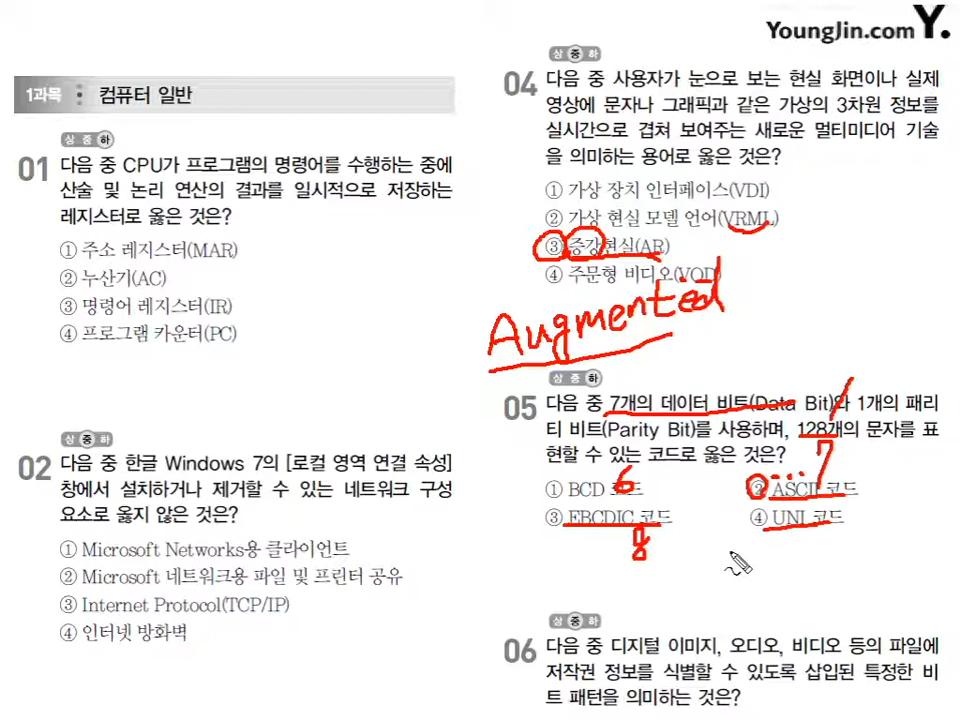 YoungJin.com Y.
1과목 컴퓨터 일반
상 중 하
01 다음 중 CPU가 프로그램의 명령어를 수행하는 중에
산술 및 논리 연산의 결과를 일시적으로 저장하는
레지스터로 옳은 것은?
① 주소 레지스터(MAR)
② 누산기(AC)
③ 명령어 레지스터(IR)
④ 프로그램 카운터(PC)
상 중 하
02 다음 중 한글 Windows 7의 [로컬 영역 연결 속성]
창에서 설치하거나 제거할 수 있는 네트워크 구성
요소로 옳지 않은 것은?
① Microsoft Networks용 클라이언트
② Microsoft 네트워크용 파일 및 프린터 공유
③ Internet Protocol(TCP/IP)
④ 인터넷 방화벽
상 중 하
04 다음 중 사용자가 눈으로 보는 현실 화면이나 실제
영상에 문자나 그래픽과 같은 가상의 3차원 정보를
실시간으로 겹쳐 보여주는 새로운 멀티미디어 기술
을 의미하는 용어로 옳은 것은?
① 가상 장치 인터페이스(VDI)
② 가상 현실 모델 언어(VRML)
③ 증강현실(AR)
④ 주문형 비디오(VOD)
Augmented
상 중 하
05 다음 중 7개의 데이터 비트(Data Bit)와 1개의 패리
티 비트(Parity Bit)를 사용하며, 128개의 문자를 표
현할 수 있는 코드로 옳은 것은?
7
① BCD 코드 6
② ASCII 코드
③ EBCDIC 코드
④ UNI 코드
8
상 중 하
06 다음 중 디지털 이미지, 오디오, 비디오 등의 파일에
저작권 정보를 식별할 수 있도록 삽입된 특정한 비
트 패턴을 의미하는 것은?